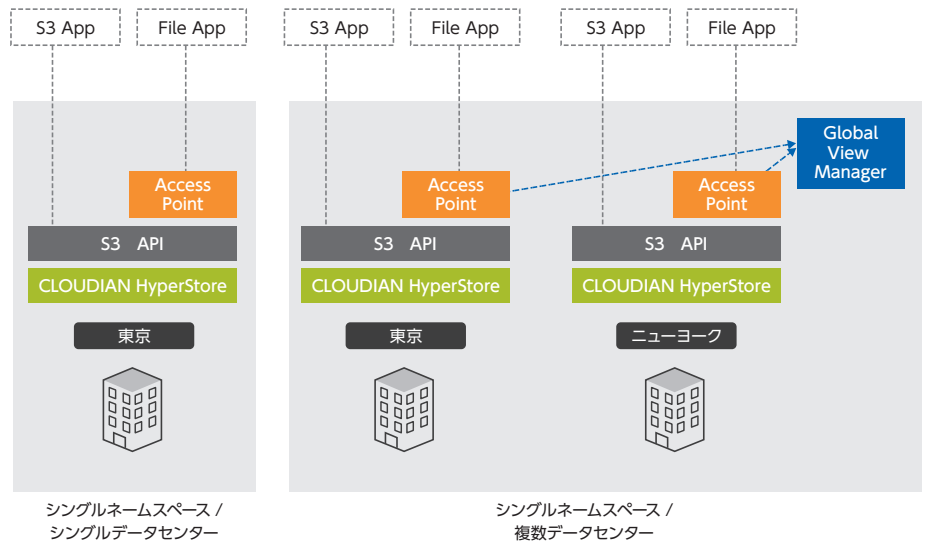 S3 App
File App
S3 App
File App
S3 App
File App
Global
View
Manager
Access
Point
Access
Point
Access
Point
S3 API
S3 API
S3 API
CLOUDIAN HyperStore
CLOUDIAN HyperStore
CLOUDIAN HyperStore
東京
東京
ニューヨーク
シングルネームスペース /
シングルデータセンター
シングルネームスペース /
複数データセンター